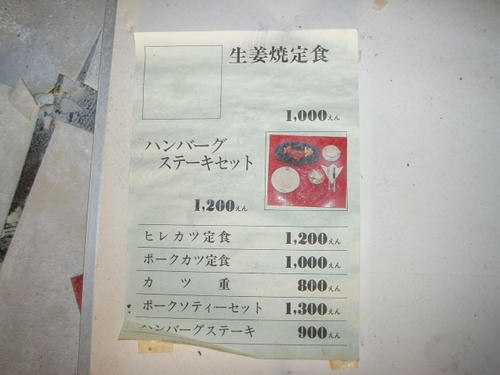 生姜焼定食
1,000えん
ハンバーグ
ステーキセット
1,200えん
ヒレカツ定食 1,200えん
ポークカツ定食 1,000えん
カツ重 800えん
ポークソティーセット 1,300えん
ハンバーグステーキ 900えん